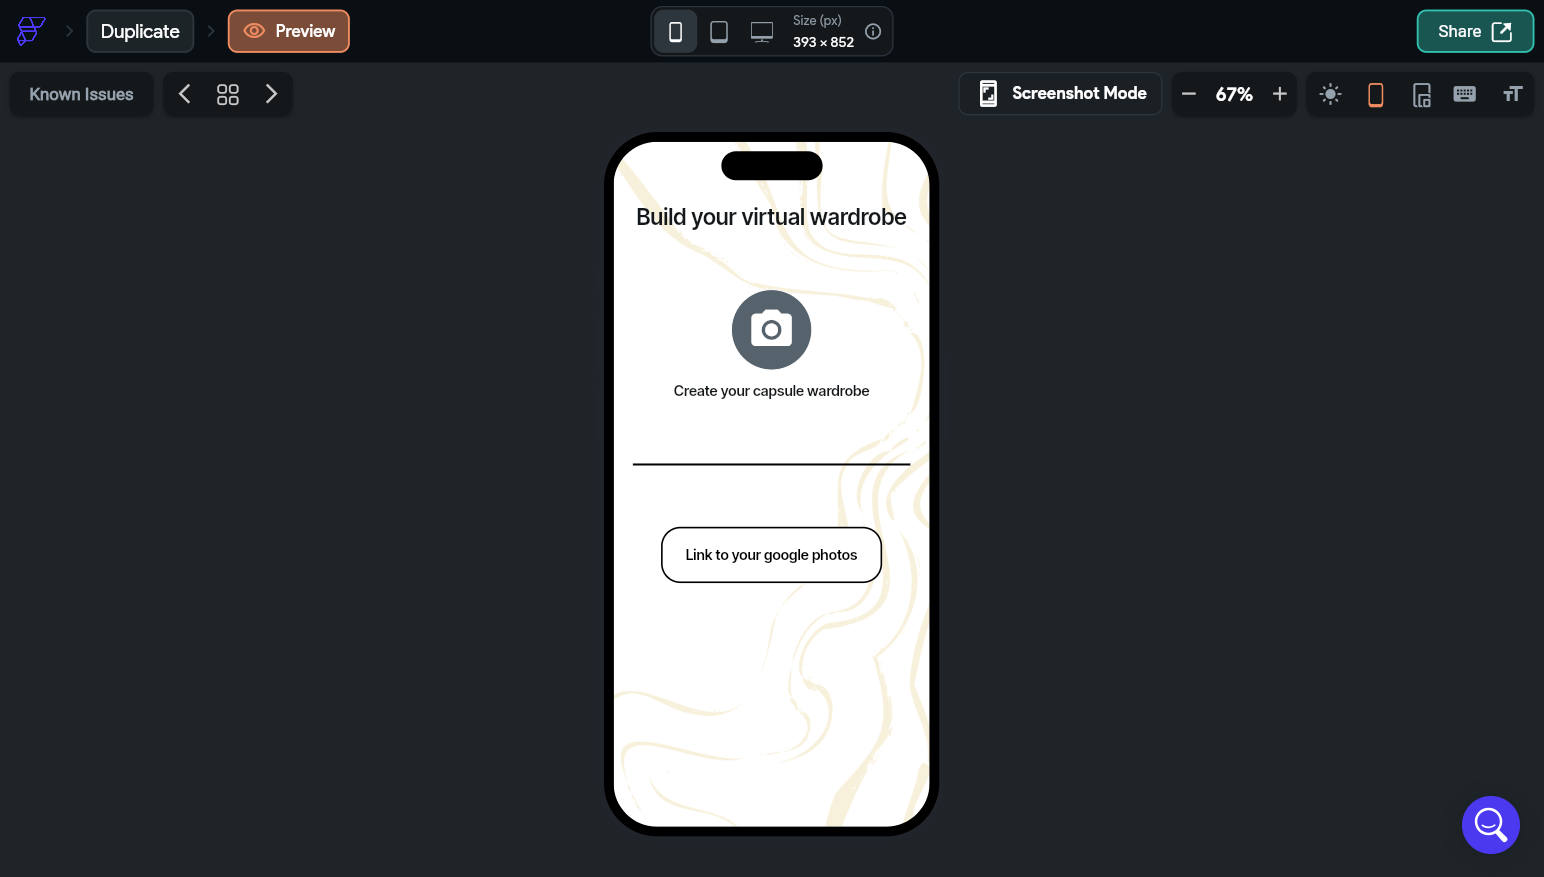 Duplicate
Preview
Size (px)
393 × 852
Share
Known Issues
Screenshot Mode
67%
Build your virtual wardrobe
Create your capsule wardrobe
Link to your google photos